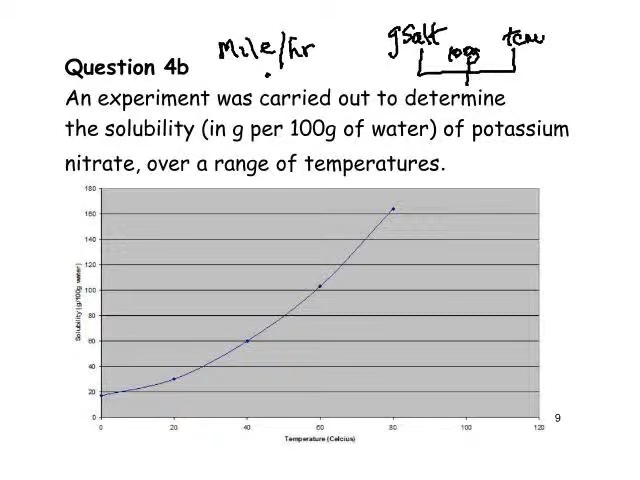 Mile/hr
gSalt
100g
Question 4b
An experiment was carried out to determine
the solubility (in g per 100g of water) of potassium
nitrate, over a range of temperatures.
180
160
140
120
100
80
60
40
20
0
Solubility (g/100g water)
0 20 40 60 80 100 120
Temperature (Celcius)
9